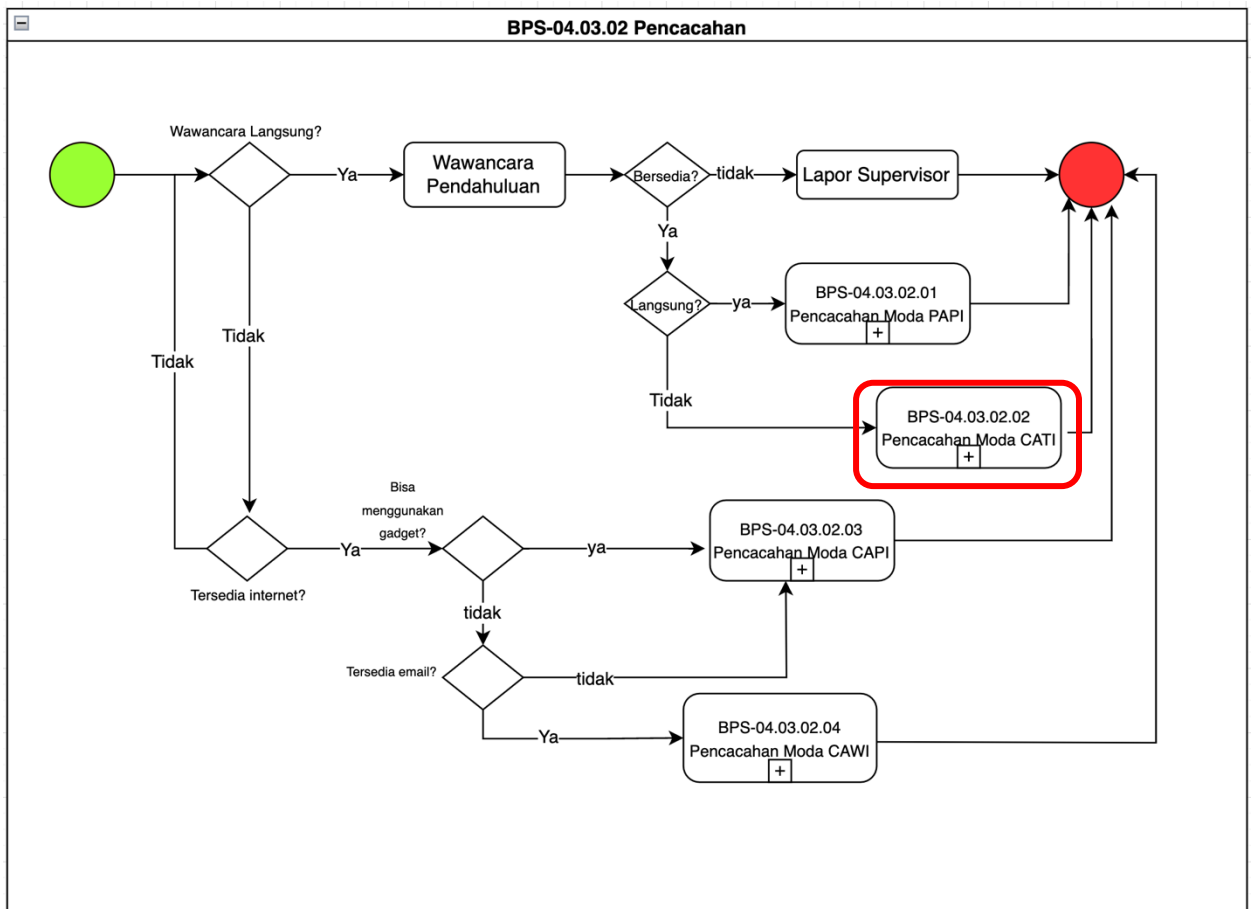 BPS-04.03.02 Pencacahan
Wawancara Langsung?
Ya
Wawancara
Pendahuluan
Bersedia?
tidak
Lapor Supervisor
Ya
Langsung?
ya
BPS-04.03.02.01
Pencacahan Moda PAPI
+
Tidak
Tidak
Tidak
BPS-04.03.02.02
Pencacahan Moda CATI
+
Bisa
menggunakan
gadget?
Ya
ya
BPS-04.03.02.03
Pencacahan Moda CAPI
+
Tersedia internet?
tidak
Tersedia email?
tidak
Ya
BPS-04.03.02.04
Pencacahan Moda CAWI
+